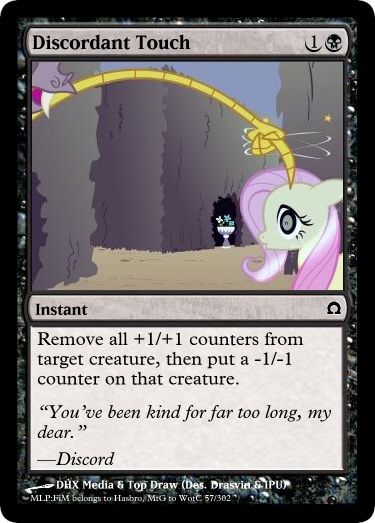 Discordant Touch 1
Instant
Remove all +1/+1 counters from
target creature, then put a -1/-1
counter on that creature.
“You’ve been kind for far too long, my
dear.”
—Discord
DHX Media & Top Draw (Des. Drasvin & IPU)
MLP:FiM belongs to Hasbro, MtG to WotC 57/302